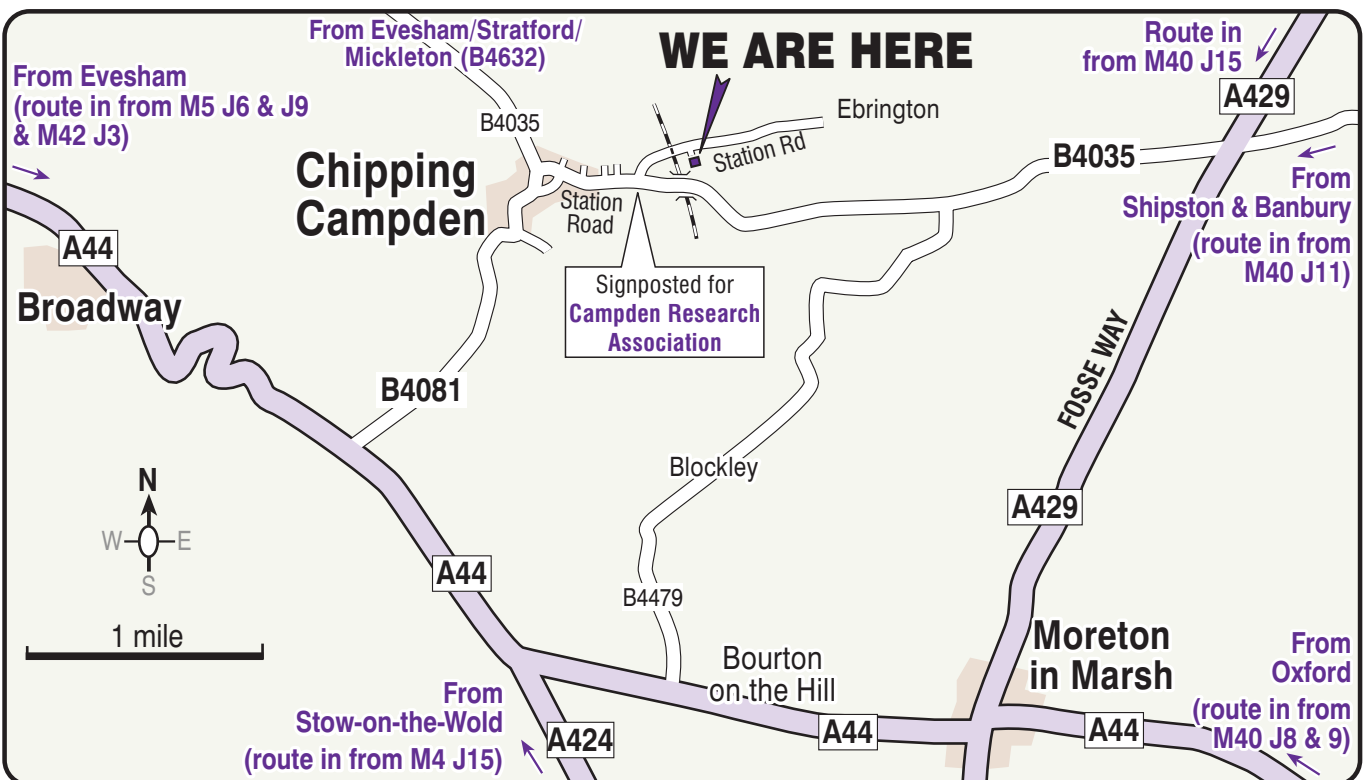 From Evesham/Stratford/
Mickleton (B4632)
WE ARE HERE
Route in
from M40 J15
From Evesham
(route in from M5 J6 & J9
& M42 J3)
A429
B4035
Ebrington
Station Rd
B4035
Chipping
Campden
Station
Road
From
Shipston & Banbury
(route in from
M40 J11)
A44
Broadway
Signposted for
Campden Research
Association
FOSSE WAY
B4081
Blockley
N
W
E
S
A429
A44
B4479
1 mile
Moreton
in Marsh
Bourton
on the Hill
From
Oxford
(route in from
M40 J8 & 9)
From
Stow-on-the-Wold
(route in from M4 J15)
A424
A44
A44